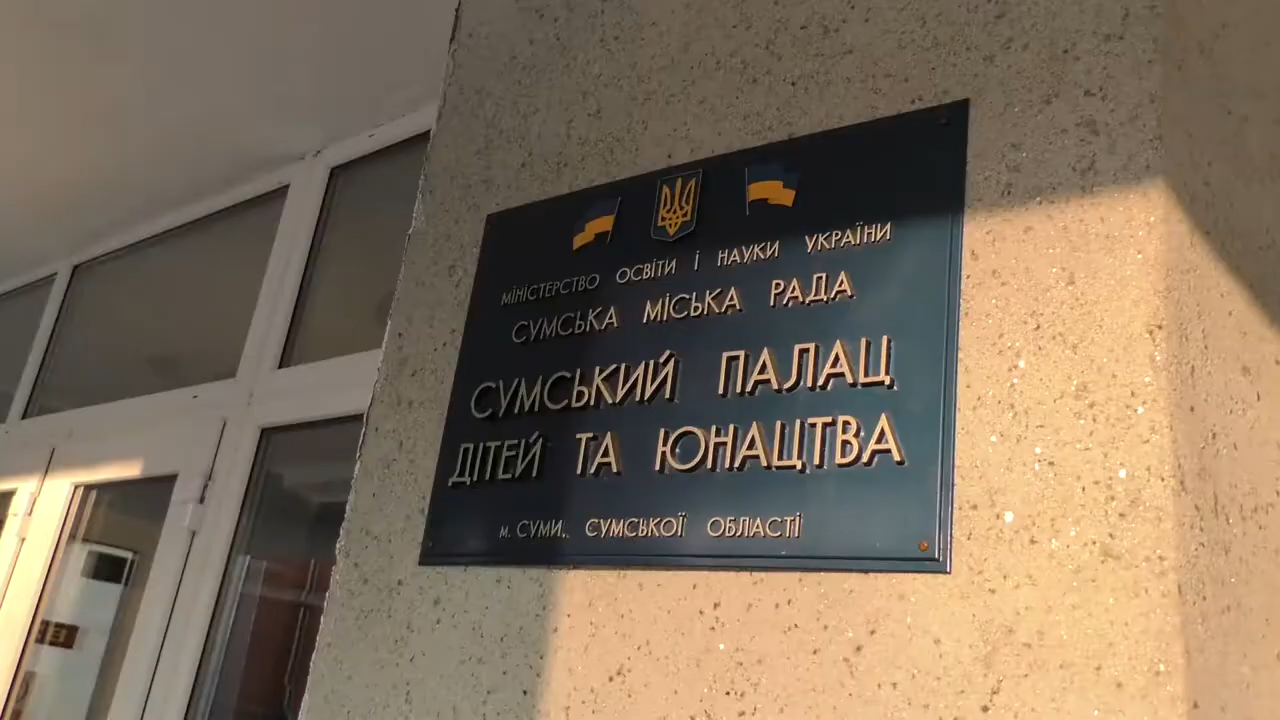 МІНІСТЕРСТВО ОСВІТИ І НАУКИ УКРАЇНИ
СУМСЬКА МІСЬКА РАДА
СУМСЬКИЙ ПАЛАЦ
ДІТЕЙ ТА ЮНАЦТВА
м. СУМИ,. СУМСЬКОЇ ОБЛАСТІ